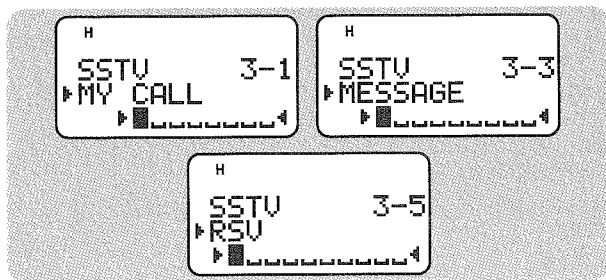 H
SSTV 3-1
MY CALL
H
SSTV 3-3
MESSAGE
H
SSTV 3-5
RSV